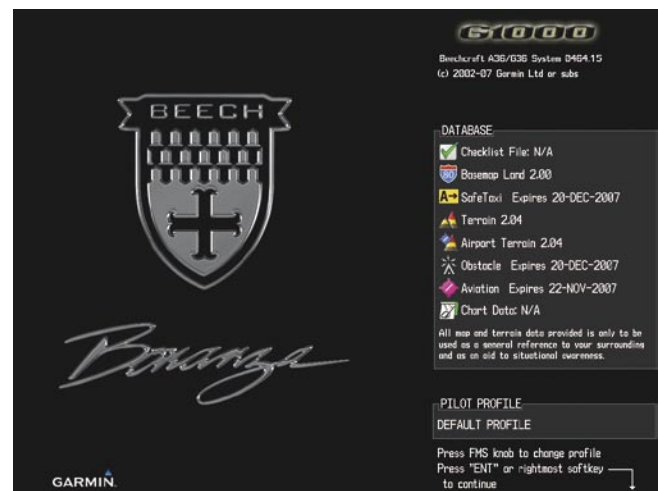 G1000
Beechcraft A36/G36 System 0464.15
(c) 2002-07 Garmin Ltd or subs
BEECH
Bonanza
GARMIN.
DATABASE
Checklist File: N/A
80 Basemap Land 2.00
A→ SafeTaxi Expires 20-DEC-2007
Terrain 2.04
Airport Terrain 2.04
Obstacle Expires 20-DEC-2007
Aviation Expires 22-NOV-2007
Chart Data: N/A
All map and terrain data provided is only to be
used as a general reference to your surrounding
and as an aid to situational awareness.
PILOT PROFILE
DEFAULT PROFILE
Press FMS knob to change profile
Press "ENT" or rightmost softkey
to continue